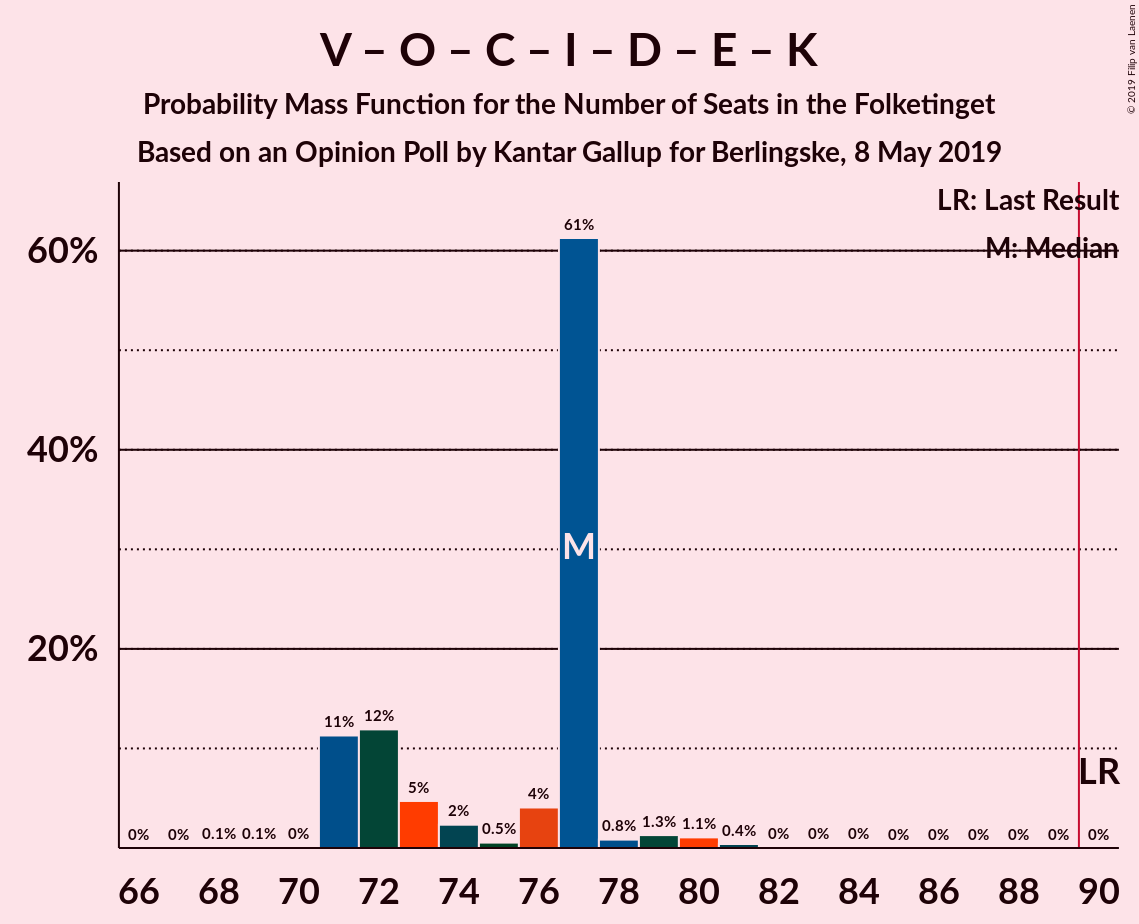 V – O – C – I – D – E – K
Probability Mass Function for the Number of Seats in the Folketinget
Based on an Opinion Poll by Kantar Gallup for Berlingske, 8 May 2019
© 2019 Filip van Laenen
LR: Last Result
M: Median
60%
40%
20%
0% 0% 0.1% 0.1% 0% 11% 12% 5% 2% 0.5% 4% 61% 0.8% 1.3% 1.1% 0.4% 0% 0% 0% 0% 0% 0% 0% 0% 0%
M
LR
66 68 70 72 74 76 78 80 82 84 86 88 90